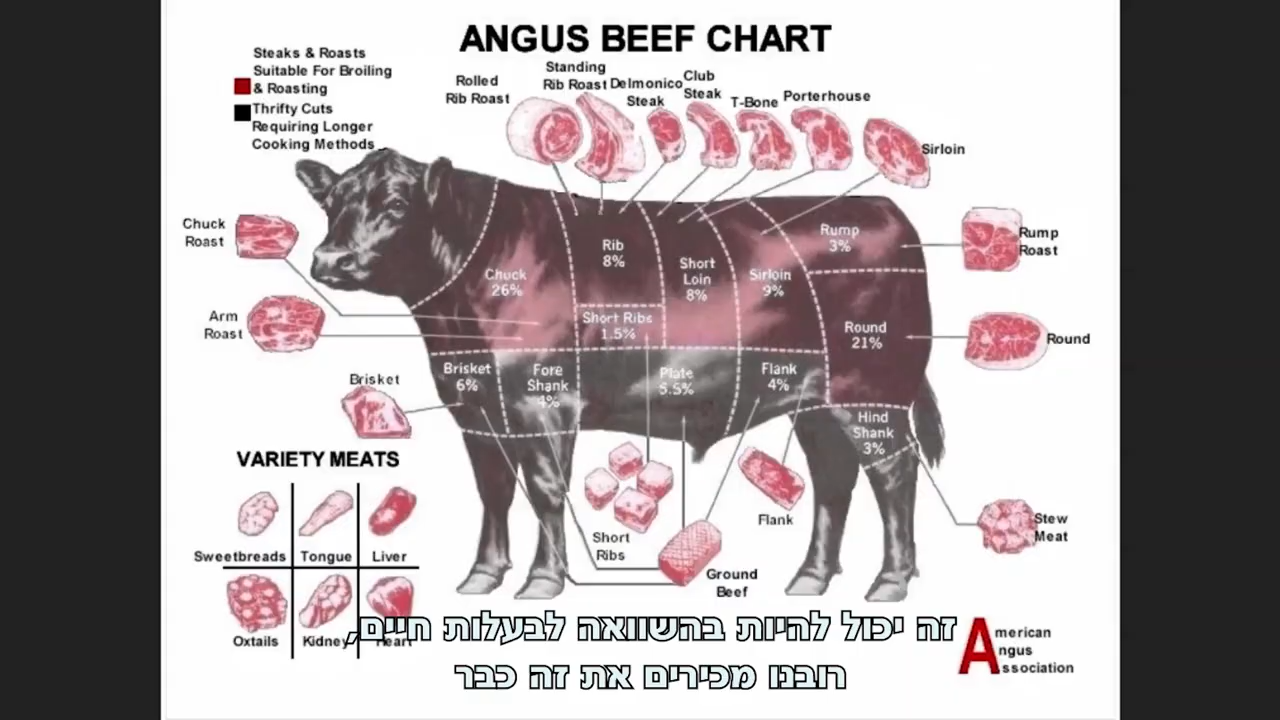 ANGUS BEEF CHART
Steaks & Roasts
Suitable For Broiling
& Roasting
Thrifty Cuts
Requiring Longer
Cooking Methods
Rolled
Rib Roast
Standing
Rib Roast
Delmonico
Steak
Club
Steak
T-Bone
Porterhouse
Sirloin
Chuck
Roast
Arm
Roast
Brisket
Chuck
26%
Rib
8%
Short Ribs
1.5%
Short
Loin
8%
Sirloin
9%
Rump
3%
Round
21%
Brisket
6%
Fore
Shank
4%
Plate
5.5%
Flank
4%
Hind
Shank
3%
Rump
Roast
Round
Stew
Meat
Flank
Short
Ribs
Ground
Beef
VARIETY MEATS
Sweetbreads
Tongue
Liver
Oxtails
Kidney
Heart
American
Angus
Association
זה יכול להיות בהשוואה לבעלות חיים,
רובנו מכירים את זה כבר